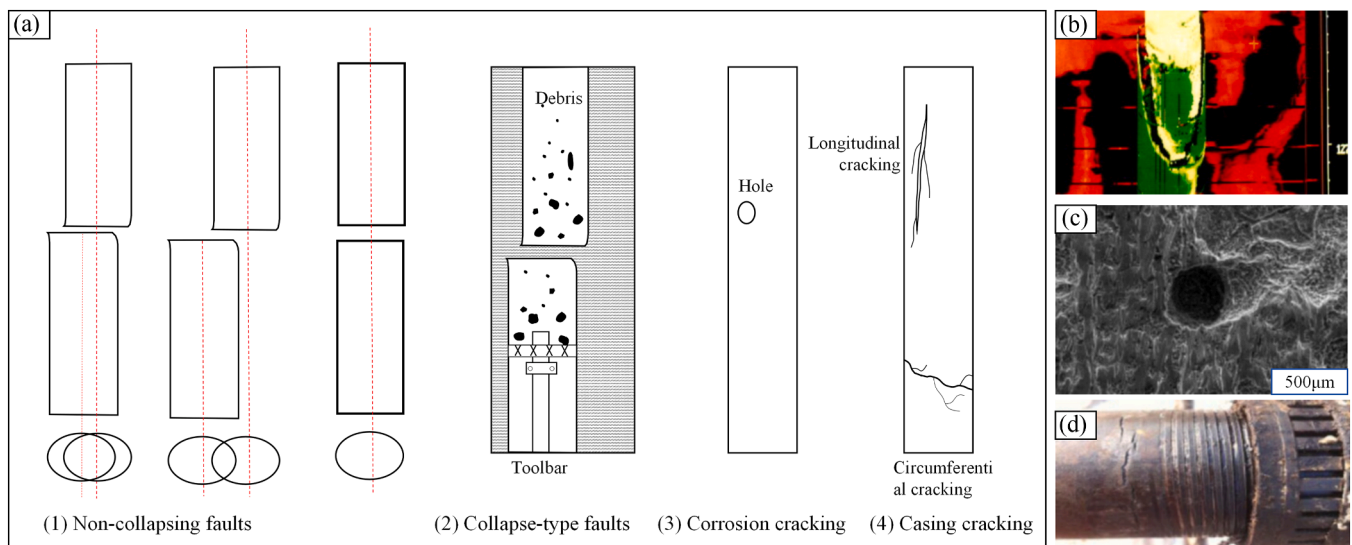 (a)
Debris
Hole
Longitudinal
cracking
Toolbar
Circumferenti
al cracking
(1) Non-collapsing faults
(2) Collapse-type faults
(3) Corrosion cracking
(4) Casing cracking
(b)
(c)
500μm
(d)